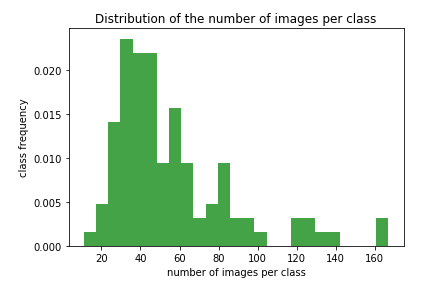 Distribution of the number of images per class
class frequency
0.020
0.015
0.010
0.005
0.000
20 40 60 80 100 120 140 160
number of images per class